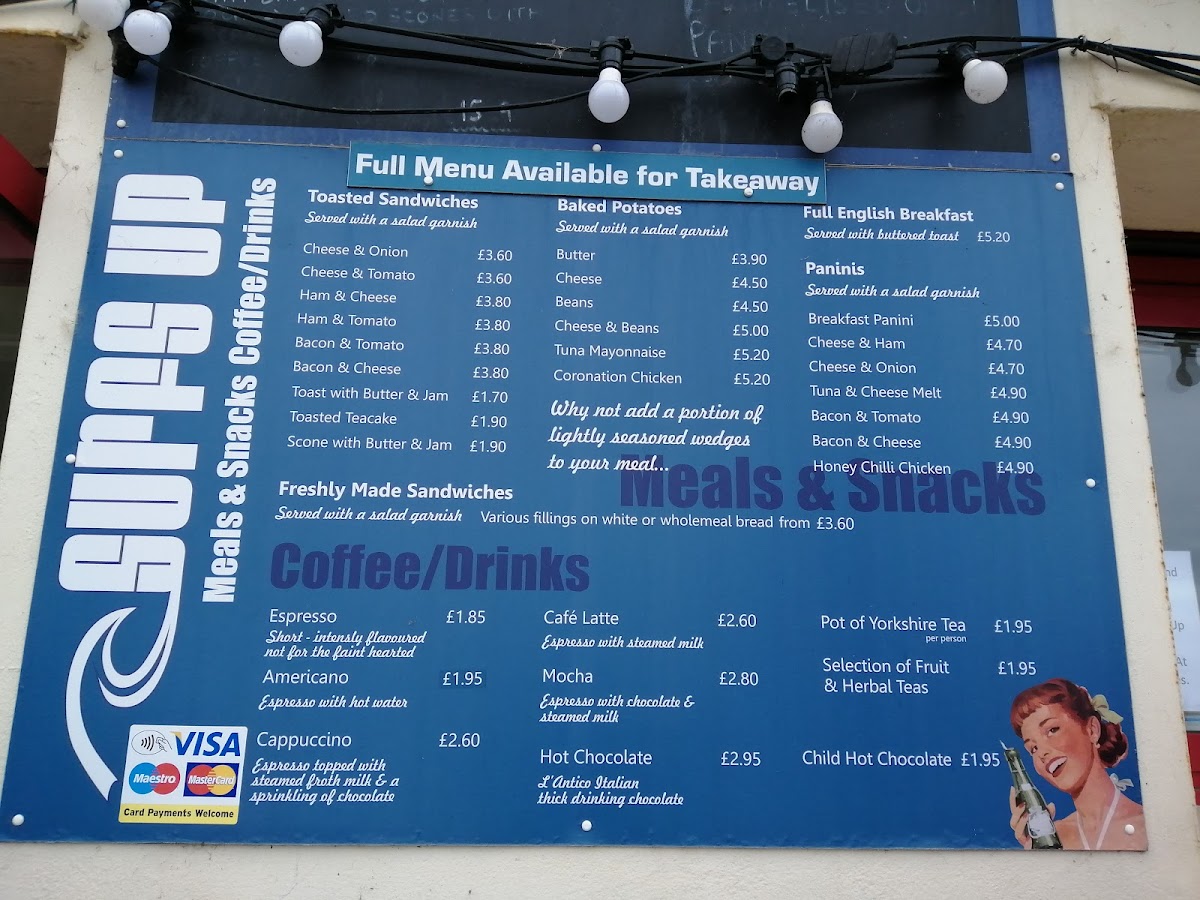 SCONES WITH
15 9
Full Menu Available for Takeaway
SURFS UP
Meals & Snacks Coffee/Drinks
Toasted Sandwiches
Served with a salad garnish
Cheese & Onion £3.60
Cheese & Tomato £3.60
Ham & Cheese £3.80
Ham & Tomato £3.80
Bacon & Tomato £3.80
Bacon & Cheese £3.80
Toast with Butter & Jam £1.70
Toasted Teacake £1.90
Scone with Butter & Jam £1.90
Baked Potatoes
Served with a salad garnish
Butter £3.90
Cheese £4.50
Beans £4.50
Cheese & Beans £5.00
Tuna Mayonnaise £5.20
Coronation Chicken £5.20
Why not add a portion of
lightly seasoned wedges
to your meal...
Full English Breakfast
Served with buttered toast £5.20
Paninis
Served with a salad garnish
Breakfast Panini £5.00
Cheese & Ham £4.70
Cheese & Onion £4.70
Tuna & Cheese Melt £4.90
Bacon & Tomato £4.90
Bacon & Cheese £4.90
Honey Chilli Chicken £4.90
Meals & Snacks
Freshly Made Sandwiches
Served with a salad garnish Various fillings on white or wholemeal bread from £3.60
Coffee/Drinks
Espresso £1.85
Short - intensly flavoured
not for the faint hearted
Americano £1.95
Espresso with hot water
Cappuccino £2.60
Espresso topped with
steamed froth milk & a
sprinkling of chocolate
Café Latte £2.60
Espresso with steamed milk
Mocha £2.80
Espresso with chocolate &
steamed milk
Hot Chocolate £2.95
L'Antico Italian
thick drinking chocolate
Pot of Yorkshire Tea £1.95
per person
Selection of Fruit £1.95
& Herbal Teas
Child Hot Chocolate £1.95
VISA
Maestro MasterCard
Card Payments Welcome